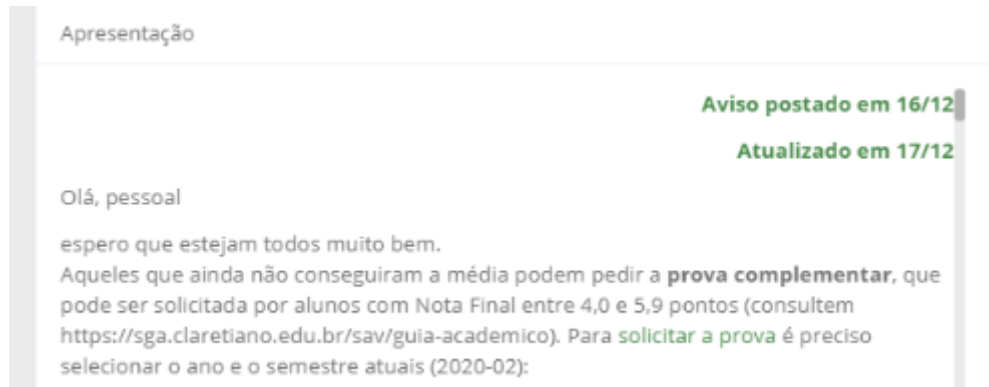 Apresentação
Aviso postado em 16/12
Atualizado em 17/12
Olá, pessoal
espero que estejam todos muito bem.
Aqueles que ainda não conseguiram a média podem pedir a prova complementar, que
pode ser solicitada por alunos com Nota Final entre 4,0 e 5,9 pontos (consultem
https://sga.claretiano.edu.br/sav/guia-academico). Para solicitar a prova é preciso
selecionar o ano e o semestre atuais (2020-02):